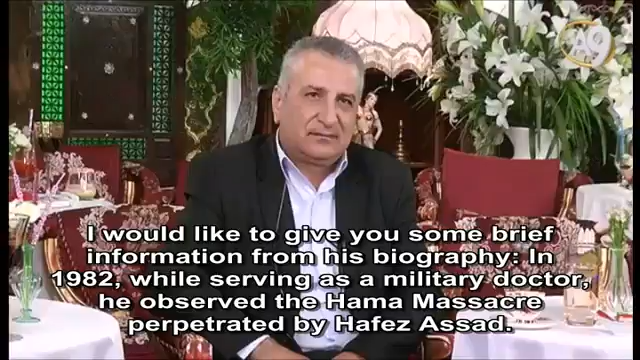 A9
I would like to give you some brief
information from his biography: In
1982, while serving as a military doctor,
he observed the Hama Massacre
perpetrated by Hafez Assad.